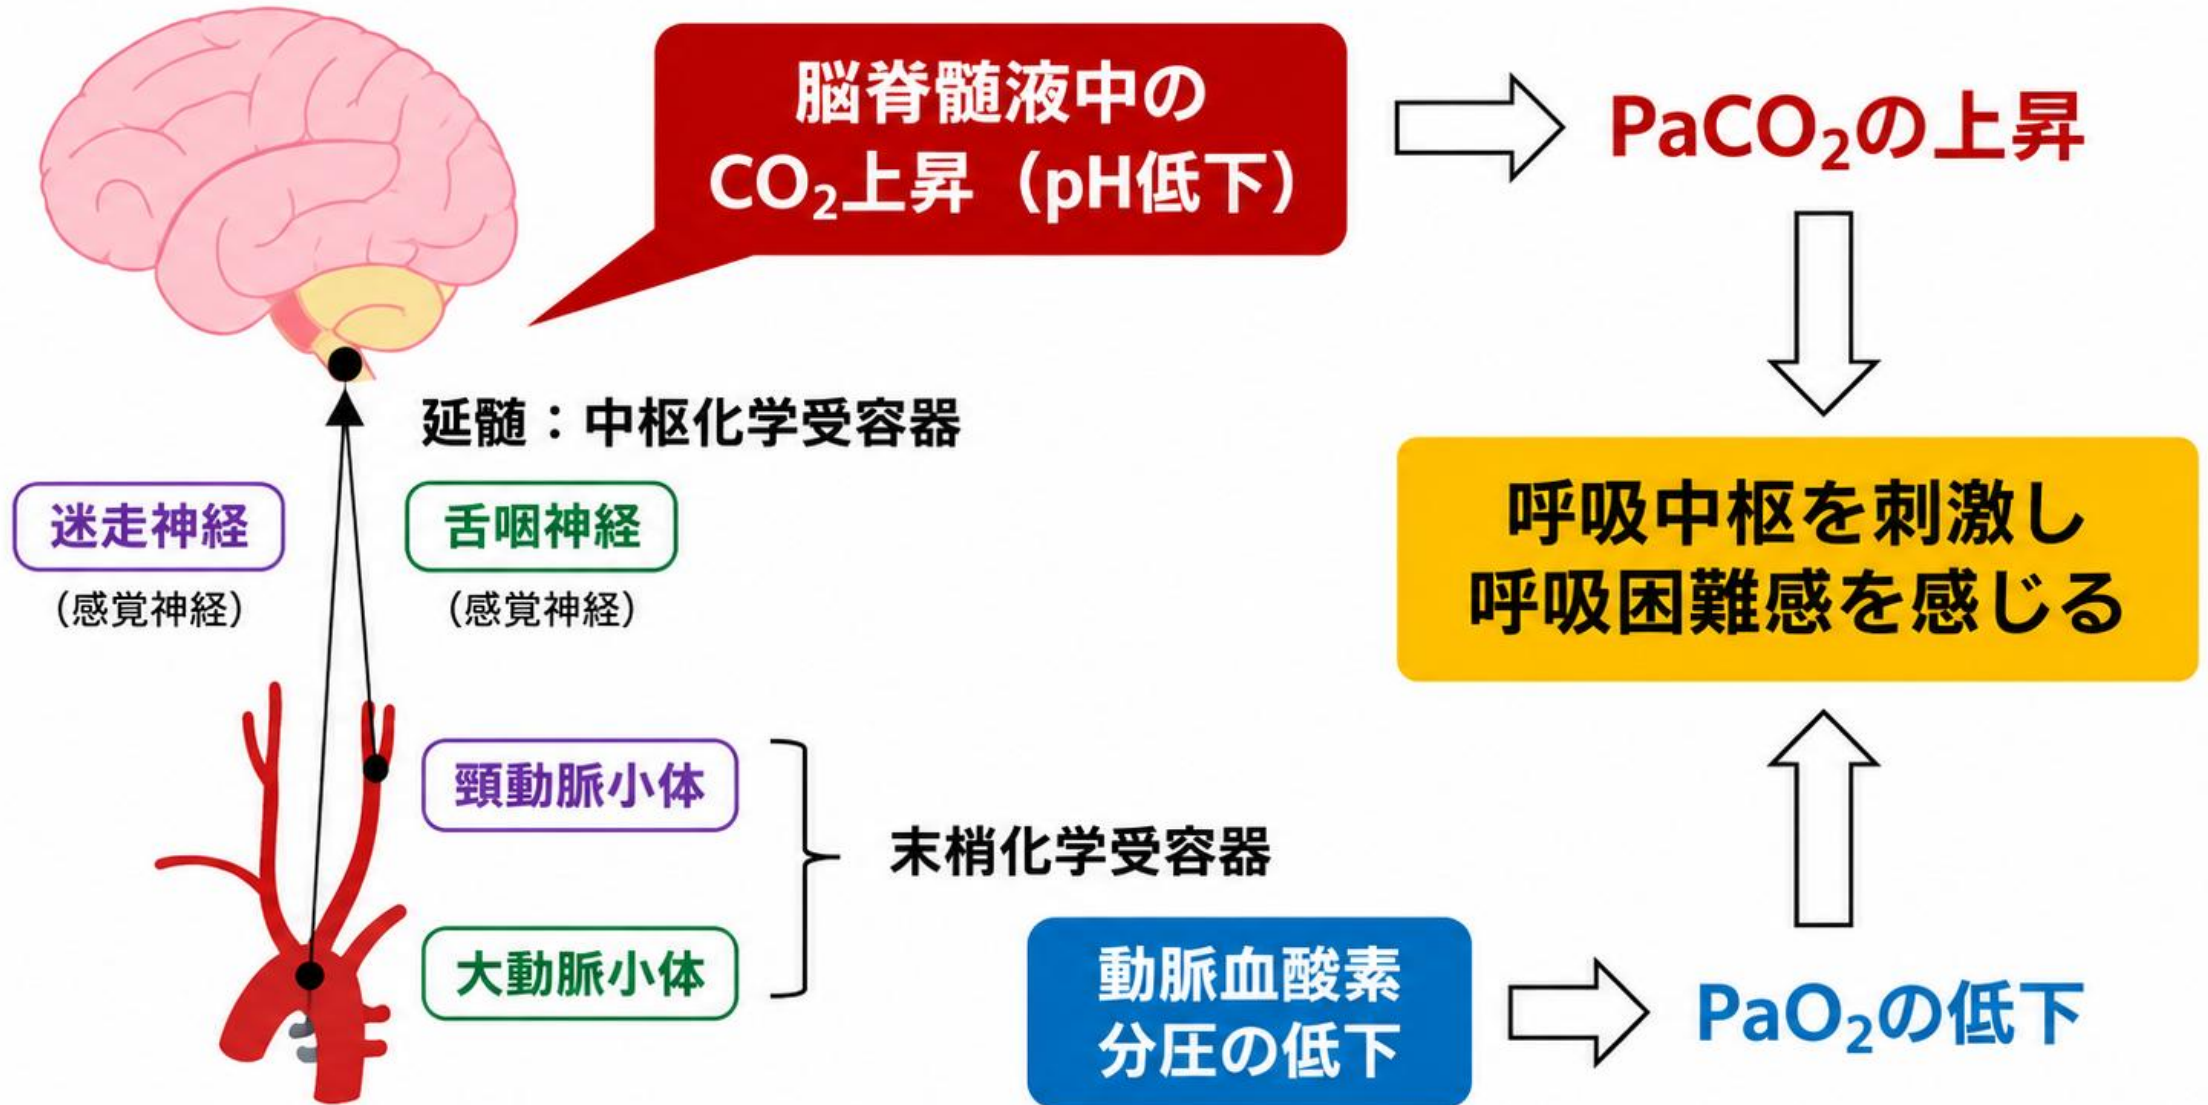 脳脊髄液中の
CO₂上昇（pH低下）
PaCO₂の上昇
延髄：中枢化学受容器
迷走神経
（感覚神経）
舌咽神経
（感覚神経）
呼吸中枢を刺激し
呼吸困難感を感じる
頸動脈小体
末梢化学受容器
大動脈小体
動脈血酸素
分圧の低下
PaO₂の低下